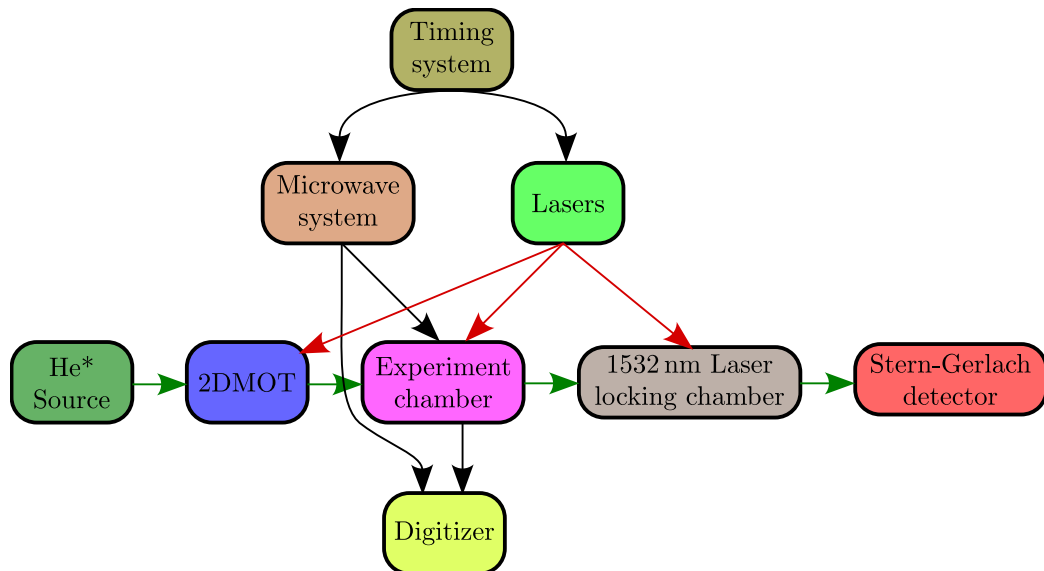 Timing
system
Microwave
system
Lasers
He*
Source
2DMOT
Experiment
chamber
1532 nm Laser
locking chamber
Stern-Gerlach
detector
Digitizer